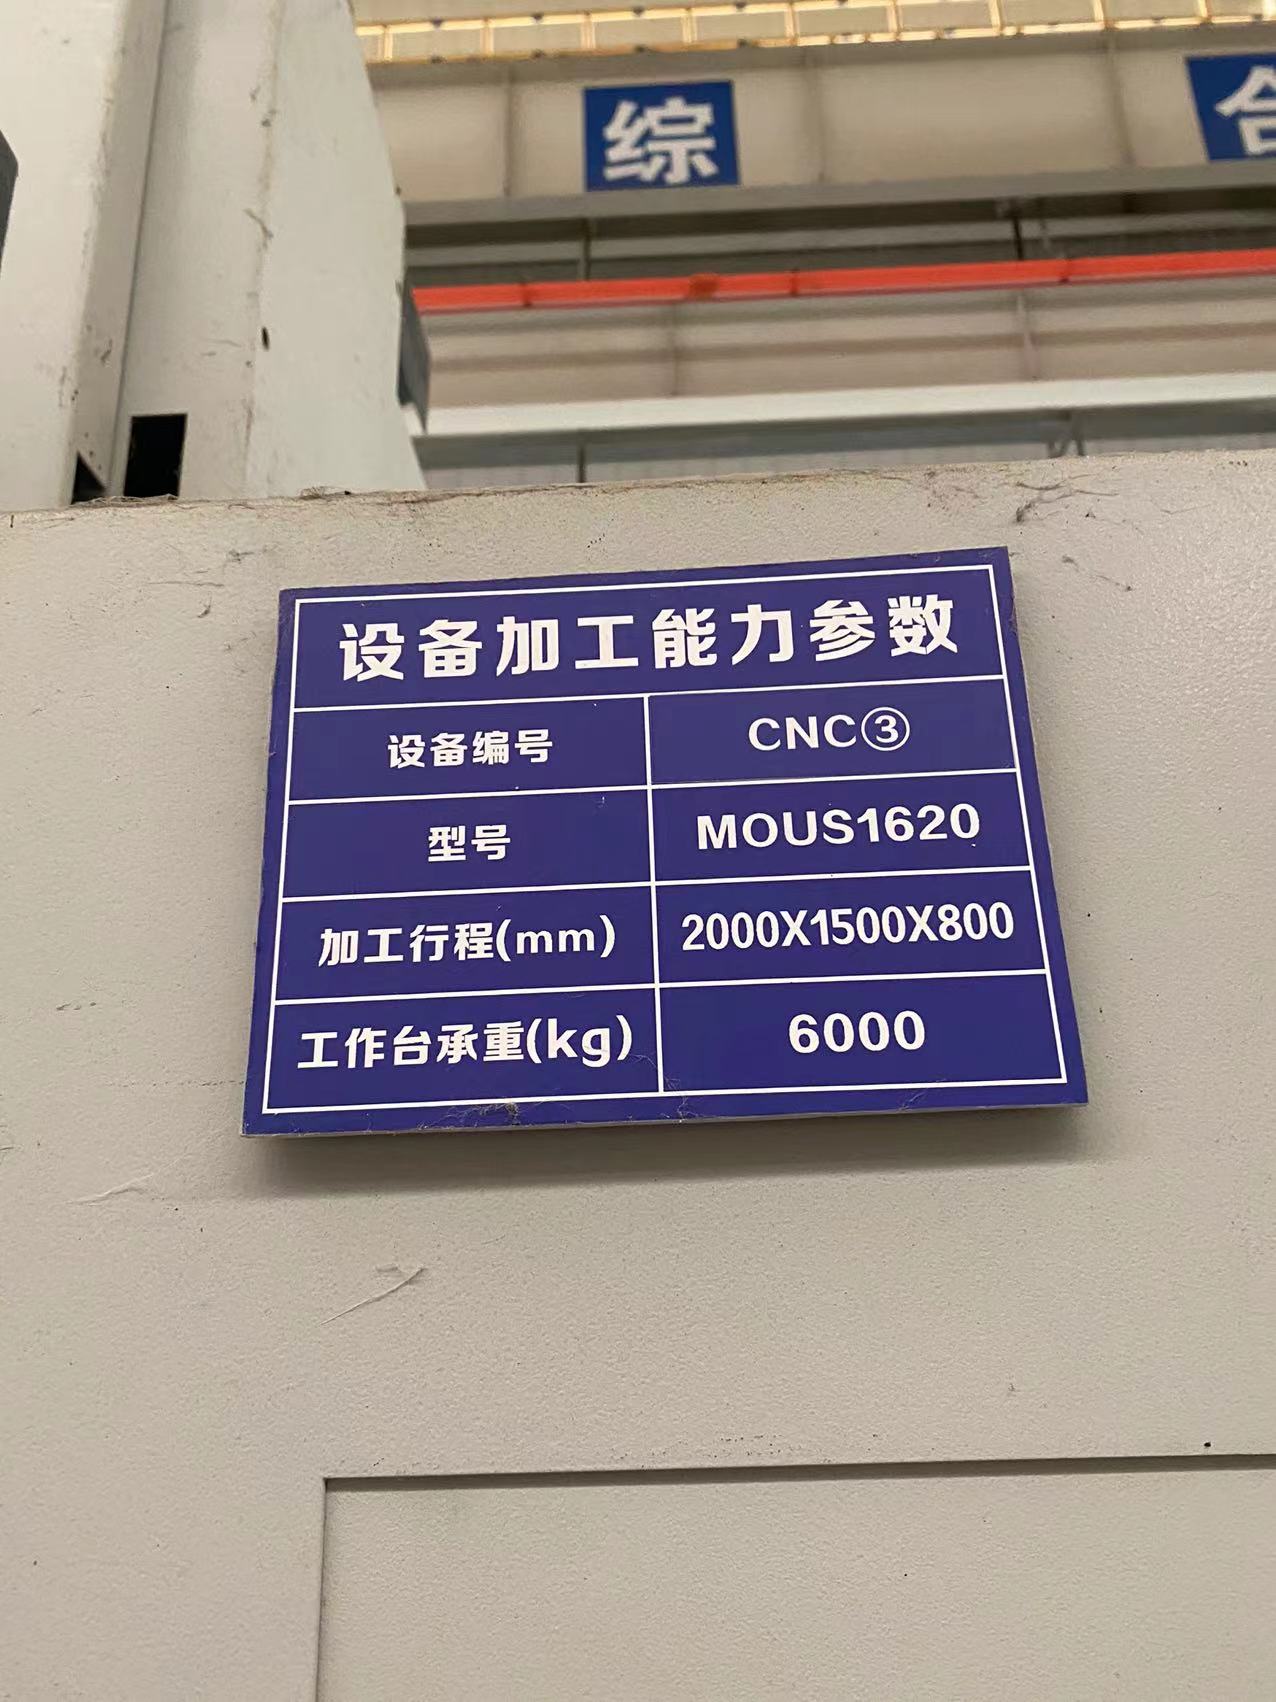 综 合
设备加工能力参数
设备编号 CNC③
型号 MOUS1620
加工行程(mm) 2000X1500X800
工作台承重(kg) 6000